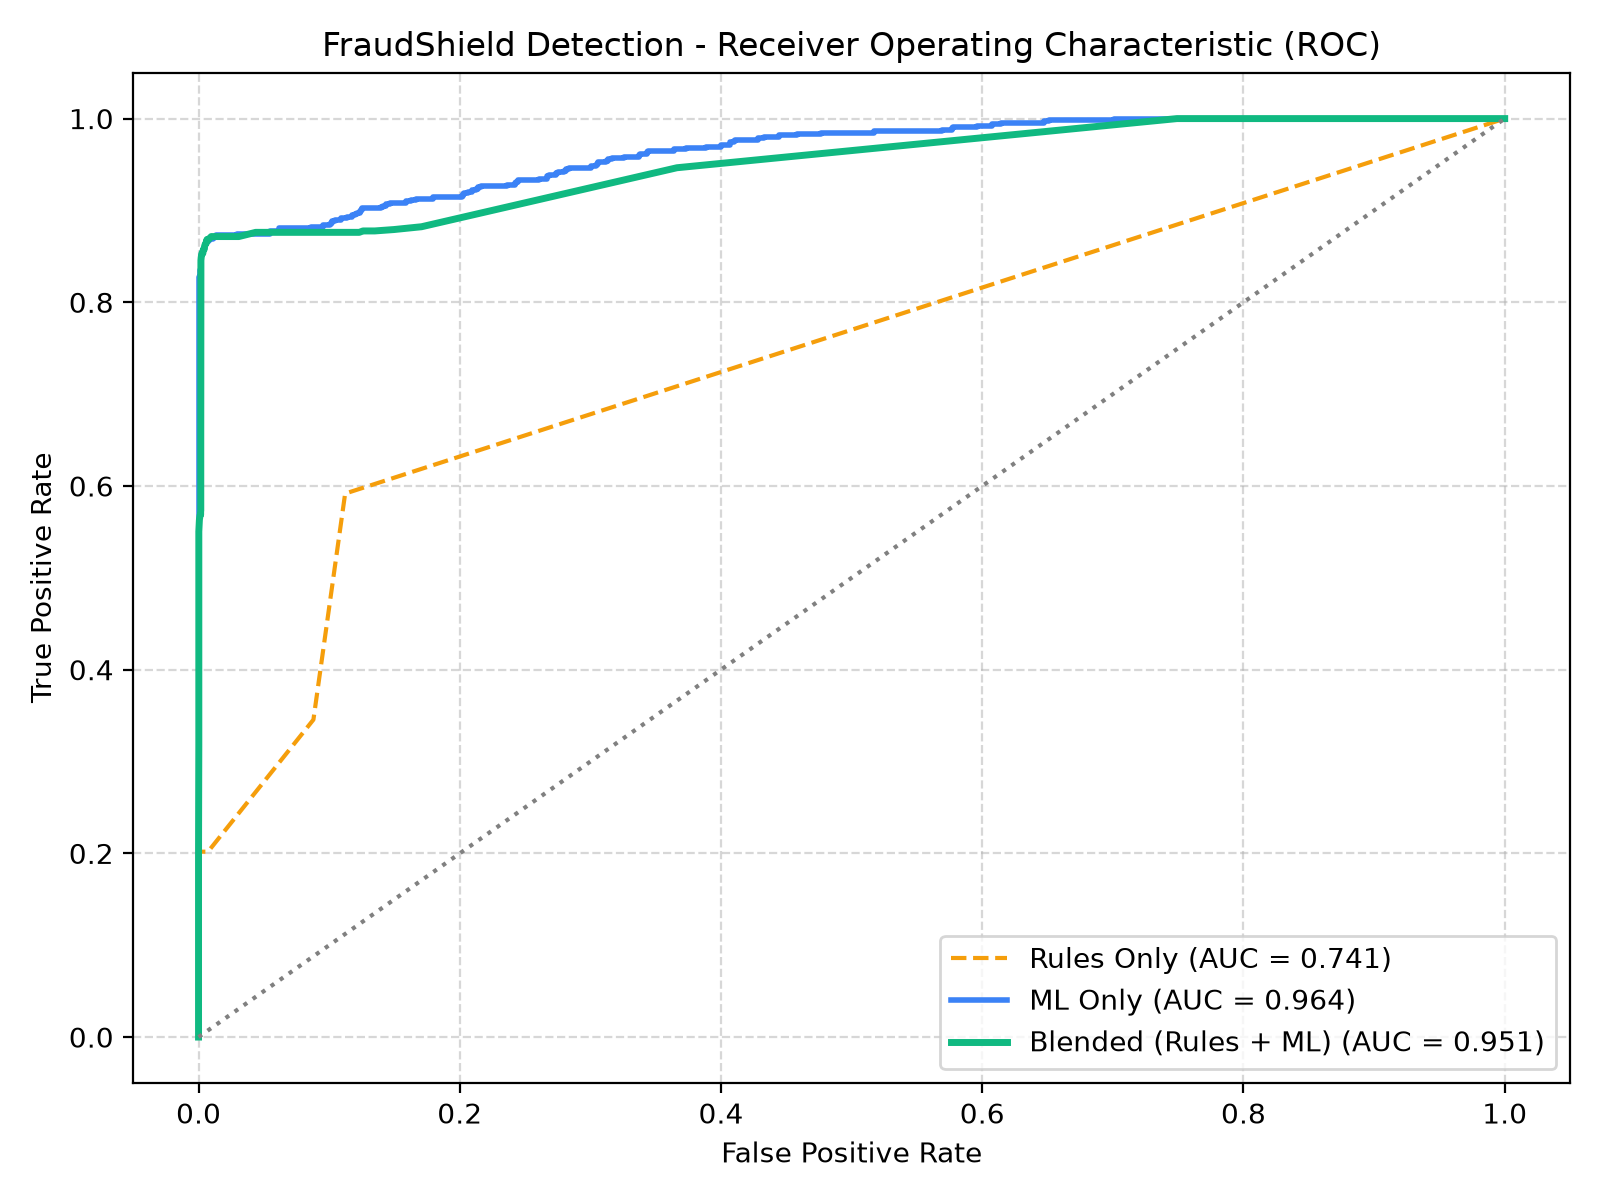 FraudShield Detection - Receiver Operating Characteristic (ROC)
True Positive Rate
1.0
0.8
0.6
0.4
0.2
0.0
Rules Only (AUC = 0.741)
ML Only (AUC = 0.964)
Blended (Rules + ML) (AUC = 0.951)
0.0 0.2 0.4 0.6 0.8 1.0
False Positive Rate